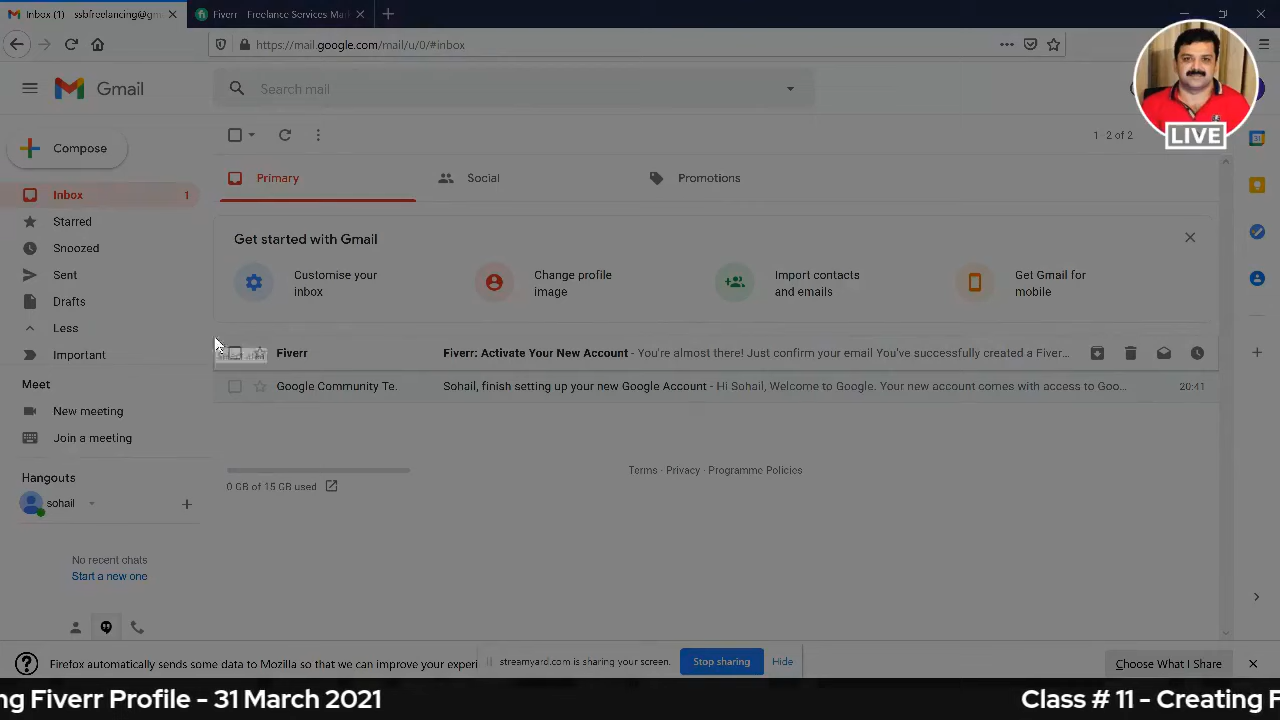 Inbox (1) - ssbfreelancing@gm
Fiverr - Freelance Services Mar
https://mail.google.com/mail/u/0/#inbox
Gmail
Search mail
LIVE
Compose
1–2 of 2
Primary
Social
Promotions
Inbox 1
Starred
Snoozed
Sent
Drafts
Less
Important
Get started with Gmail
Customise your inbox
Change profile image
Import contacts and emails
Get Gmail for mobile
Fiverr
Fiverr: Activate Your New Account - You're almost there! Just confirm your email You've successfully created a Fiver...
Google Community Te.
Sohail, finish setting up your new Google Account - Hi Sohail, Welcome to Google. Your new account comes with access to Goo...
20:41
Meet
New meeting
Join a meeting
Hangouts
sohail
No recent chats
Start a new one
0 GB of 15 GB used
Terms · Privacy · Programme Policies
Firefox automatically sends some data to Mozilla so that we can improve your experi
streamyard.com is sharing your screen.
Stop sharing
Hide
Choose What I Share
ng Fiverr Profile - 31 March 2021
Class # 11 - Creating F